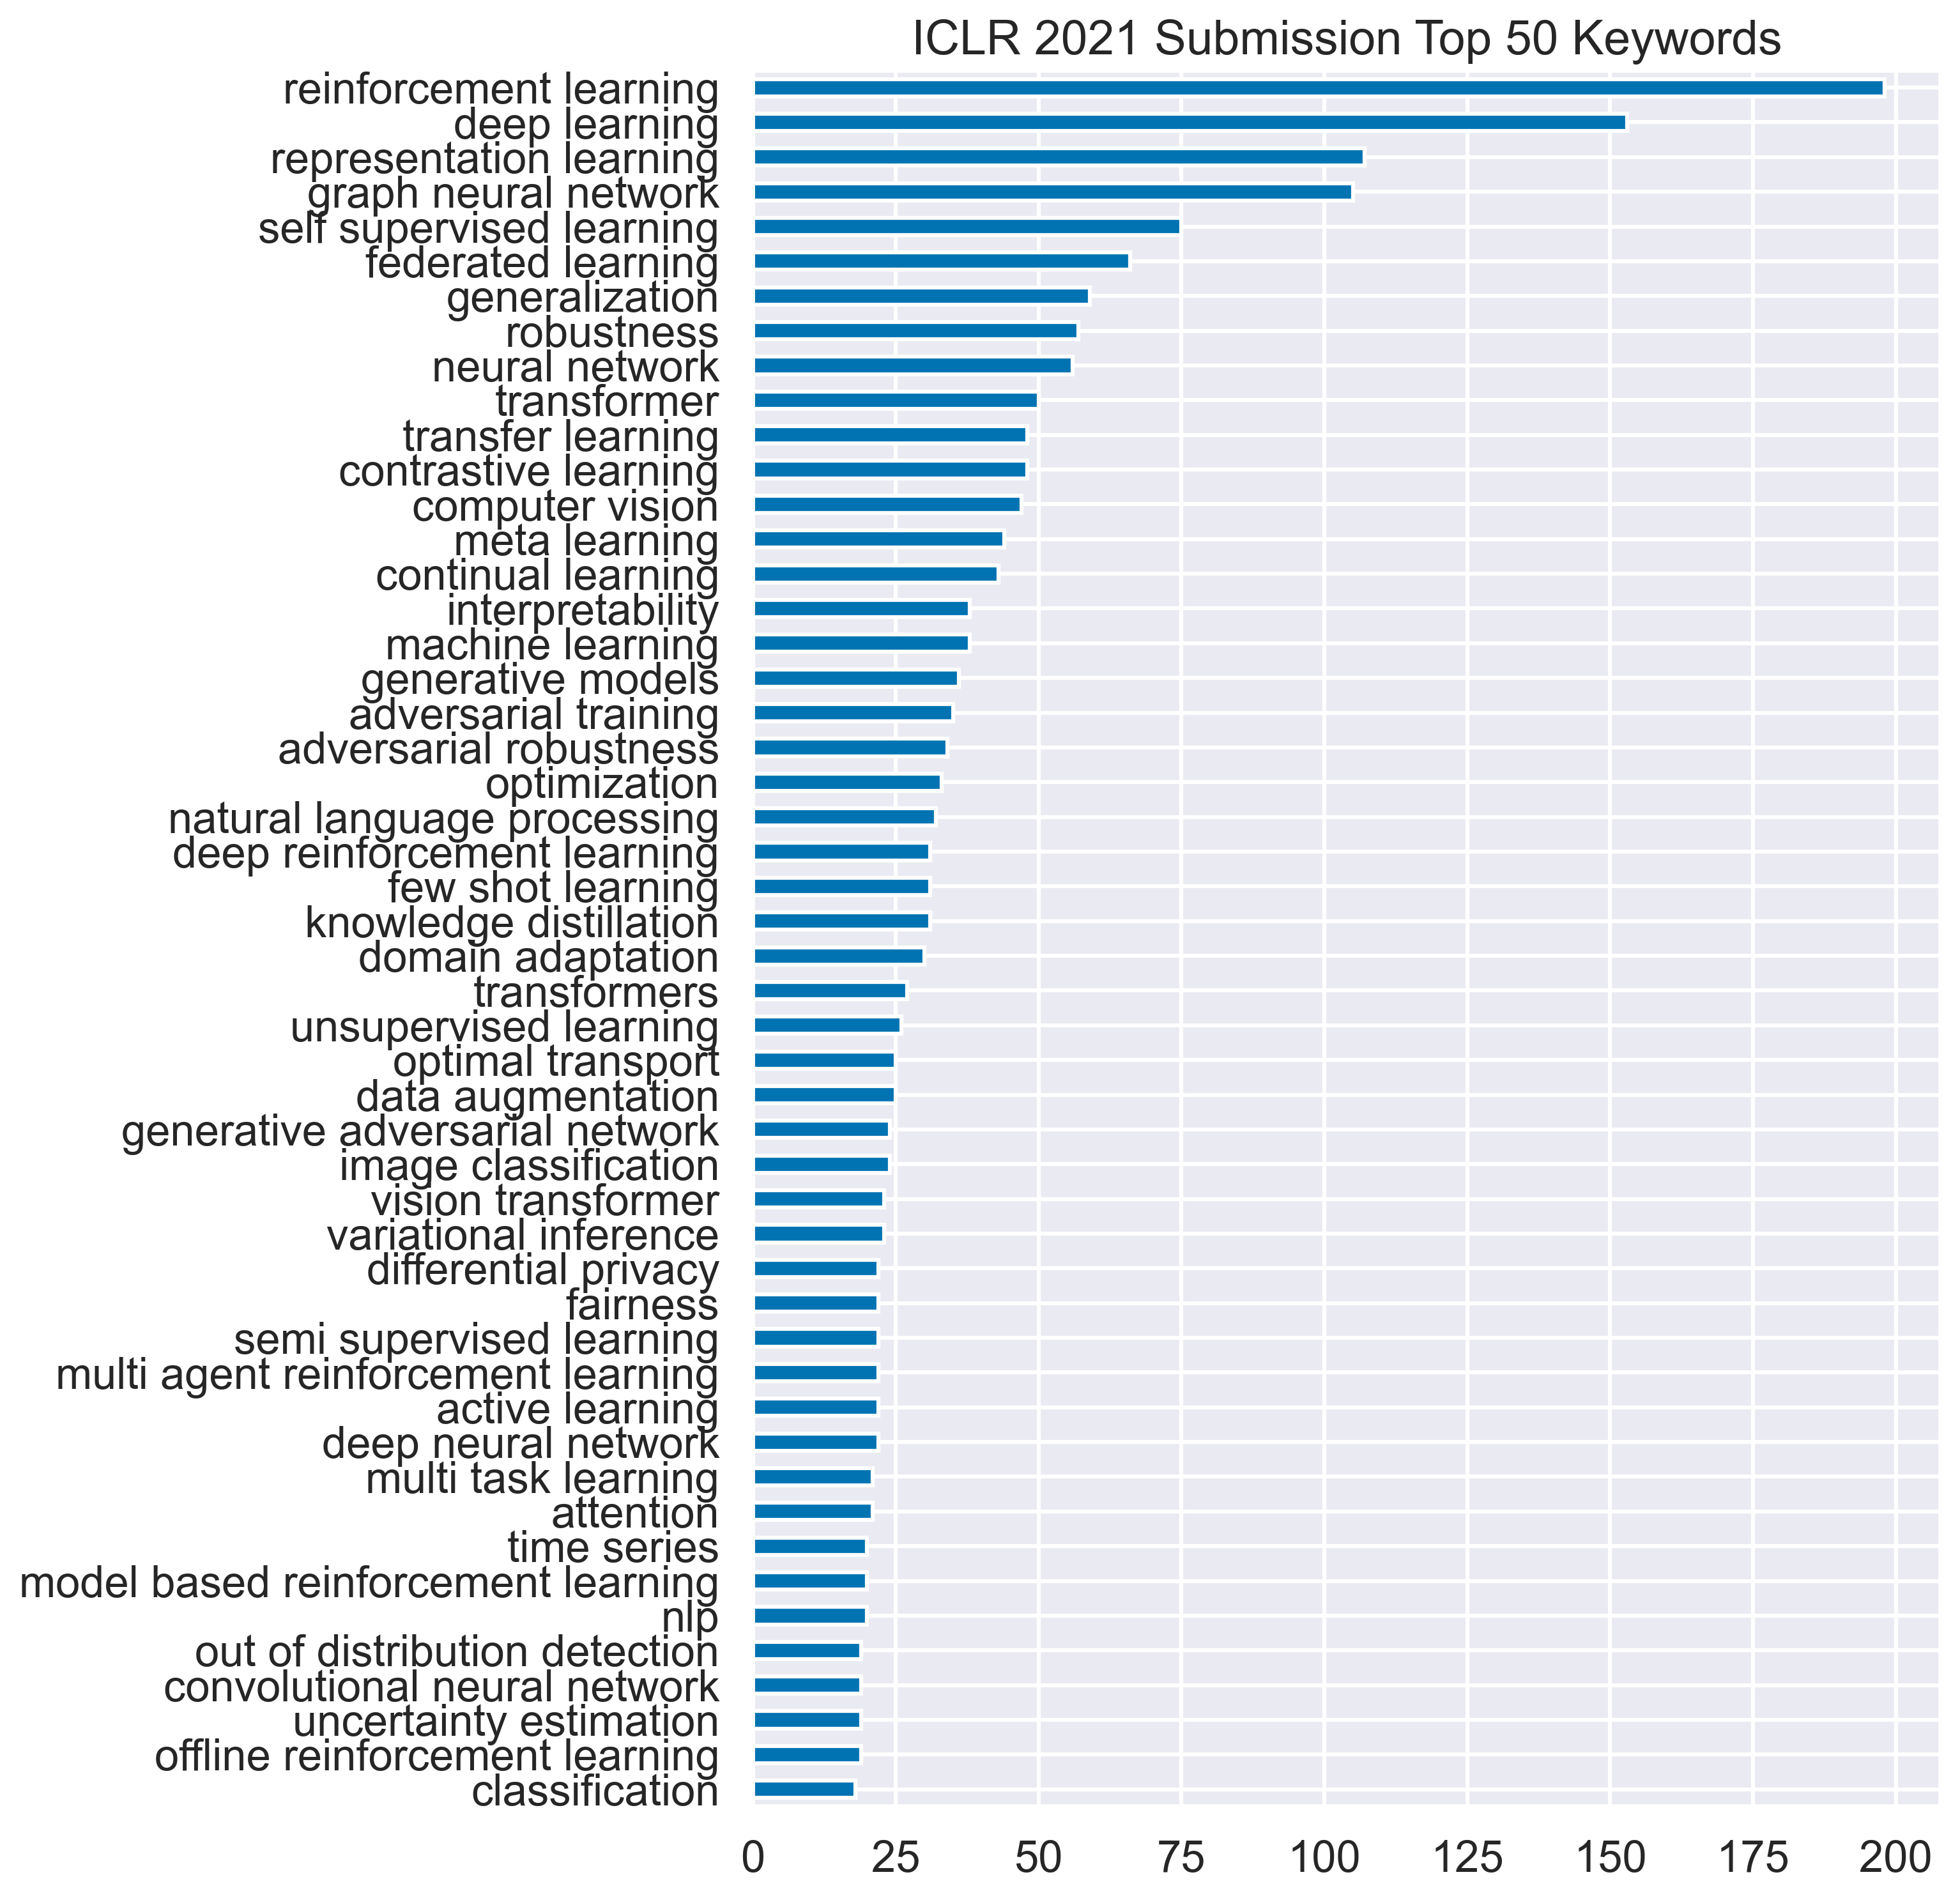 ICLR 2021 Submission Top 50 Keywords
reinforcement learning
deep learning
representation learning
graph neural network
self supervised learning
federated learning
generalization
robustness
neural network
transformer
transfer learning
contrastive learning
computer vision
meta learning
continual learning
interpretability
machine learning
generative models
adversarial training
adversarial robustness
optimization
natural language processing
deep reinforcement learning
few shot learning
knowledge distillation
domain adaptation
transformers
unsupervised learning
optimal transport
data augmentation
generative adversarial network
image classification
vision transformer
variational inference
differential privacy
fairness
semi supervised learning
multi agent reinforcement learning
active learning
deep neural network
multi task learning
attention
time series
model based reinforcement learning
nlp
out of distribution detection
convolutional neural network
uncertainty estimation
offline reinforcement learning
classification
0 25 50 75 100 125 150 175 200